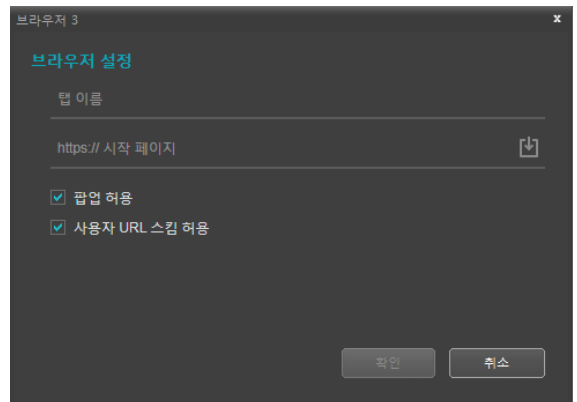 브라우저 3
x
브라우저 설정
탭 이름
https:// 시작 페이지
팝업 허용
사용자 URL 스킴 허용
확인
취소